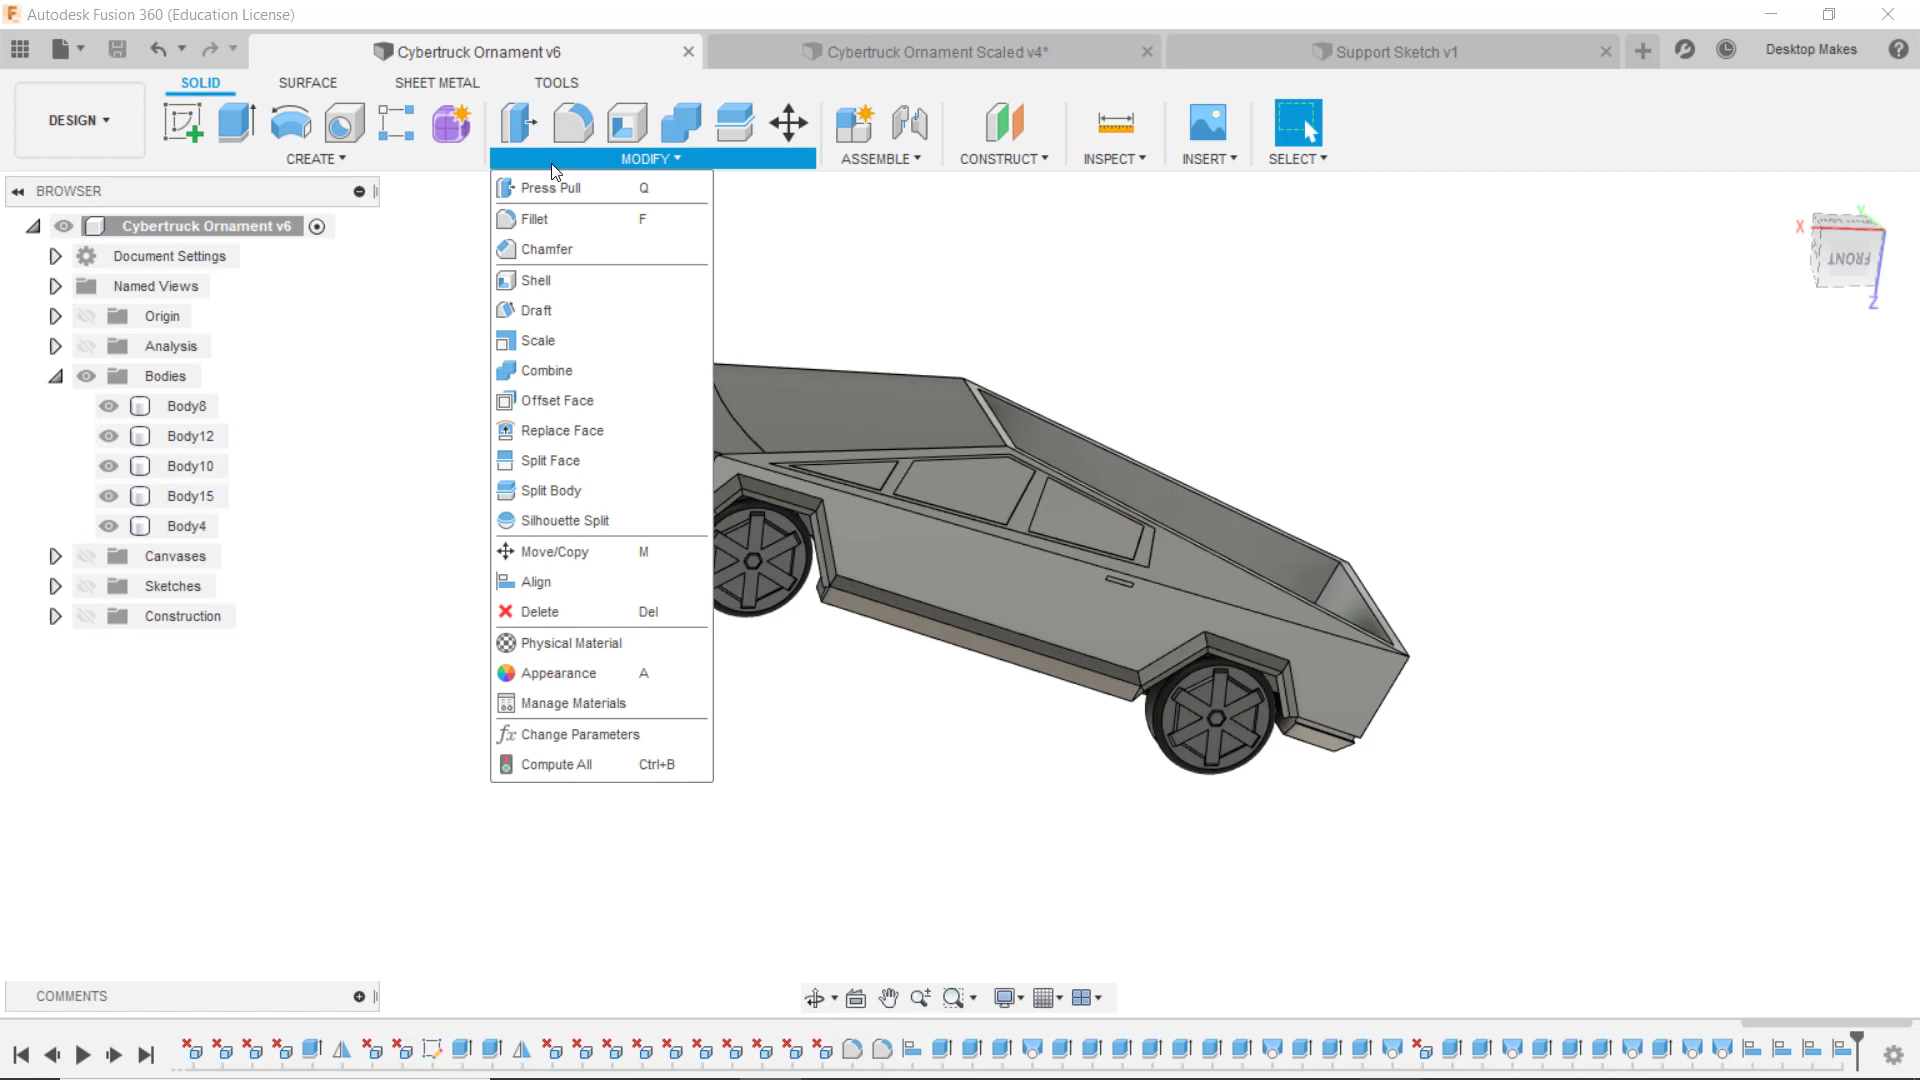 Autodesk Fusion 360 (Education License)
Cybertruck Ornament v6
Cybertruck Ornament Scaled v4*
Support Sketch v1
Desktop Makes
SOLID
SURFACE
SHEET METAL
TOOLS
DESIGN
CREATE
MODIFY
ASSEMBLE
CONSTRUCT
INSPECT
INSERT
SELECT
BROWSER
Cybertruck Ornament v6
Document Settings
Named Views
Origin
Analysis
Bodies
Body8
Body12
Body10
Body15
Body4
Canvases
Sketches
Construction
Press Pull Q
Fillet F
Chamfer
Shell
Draft
Scale
Combine
Offset Face
Replace Face
Split Face
Split Body
Silhouette Split
Move/Copy M
Align
Delete Del
Physical Material
Appearance A
Manage Materials
fx Change Parameters
Compute All Ctrl+B
X
Y
FRONT
Z
COMMENTS